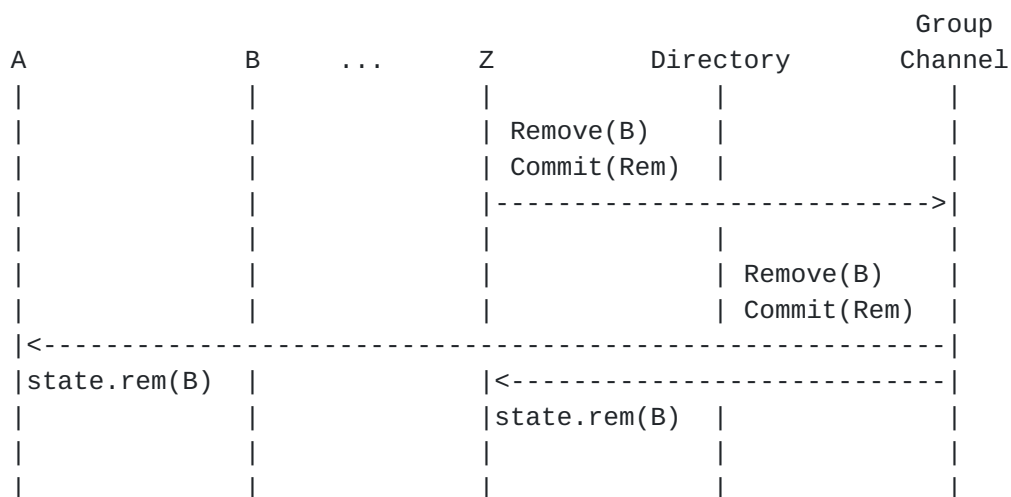 Group
A              B     ...      Z          Directory       Channel
|              |              |              |              |
|              |              | Remove(B)    |              |
|              |              | Commit(Rem)  |              |
|              |              |---------------------------->|
|              |              |              |              |
|              |              |              | Remove(B)    |
|              |              |              | Commit(Rem)  |
|<----------------------------------------------------------|
|state.rem(B)  |              |<----------------------------|
|              |              |state.rem(B)  |              |
|              |              |              |              |
|              |              |              |              |